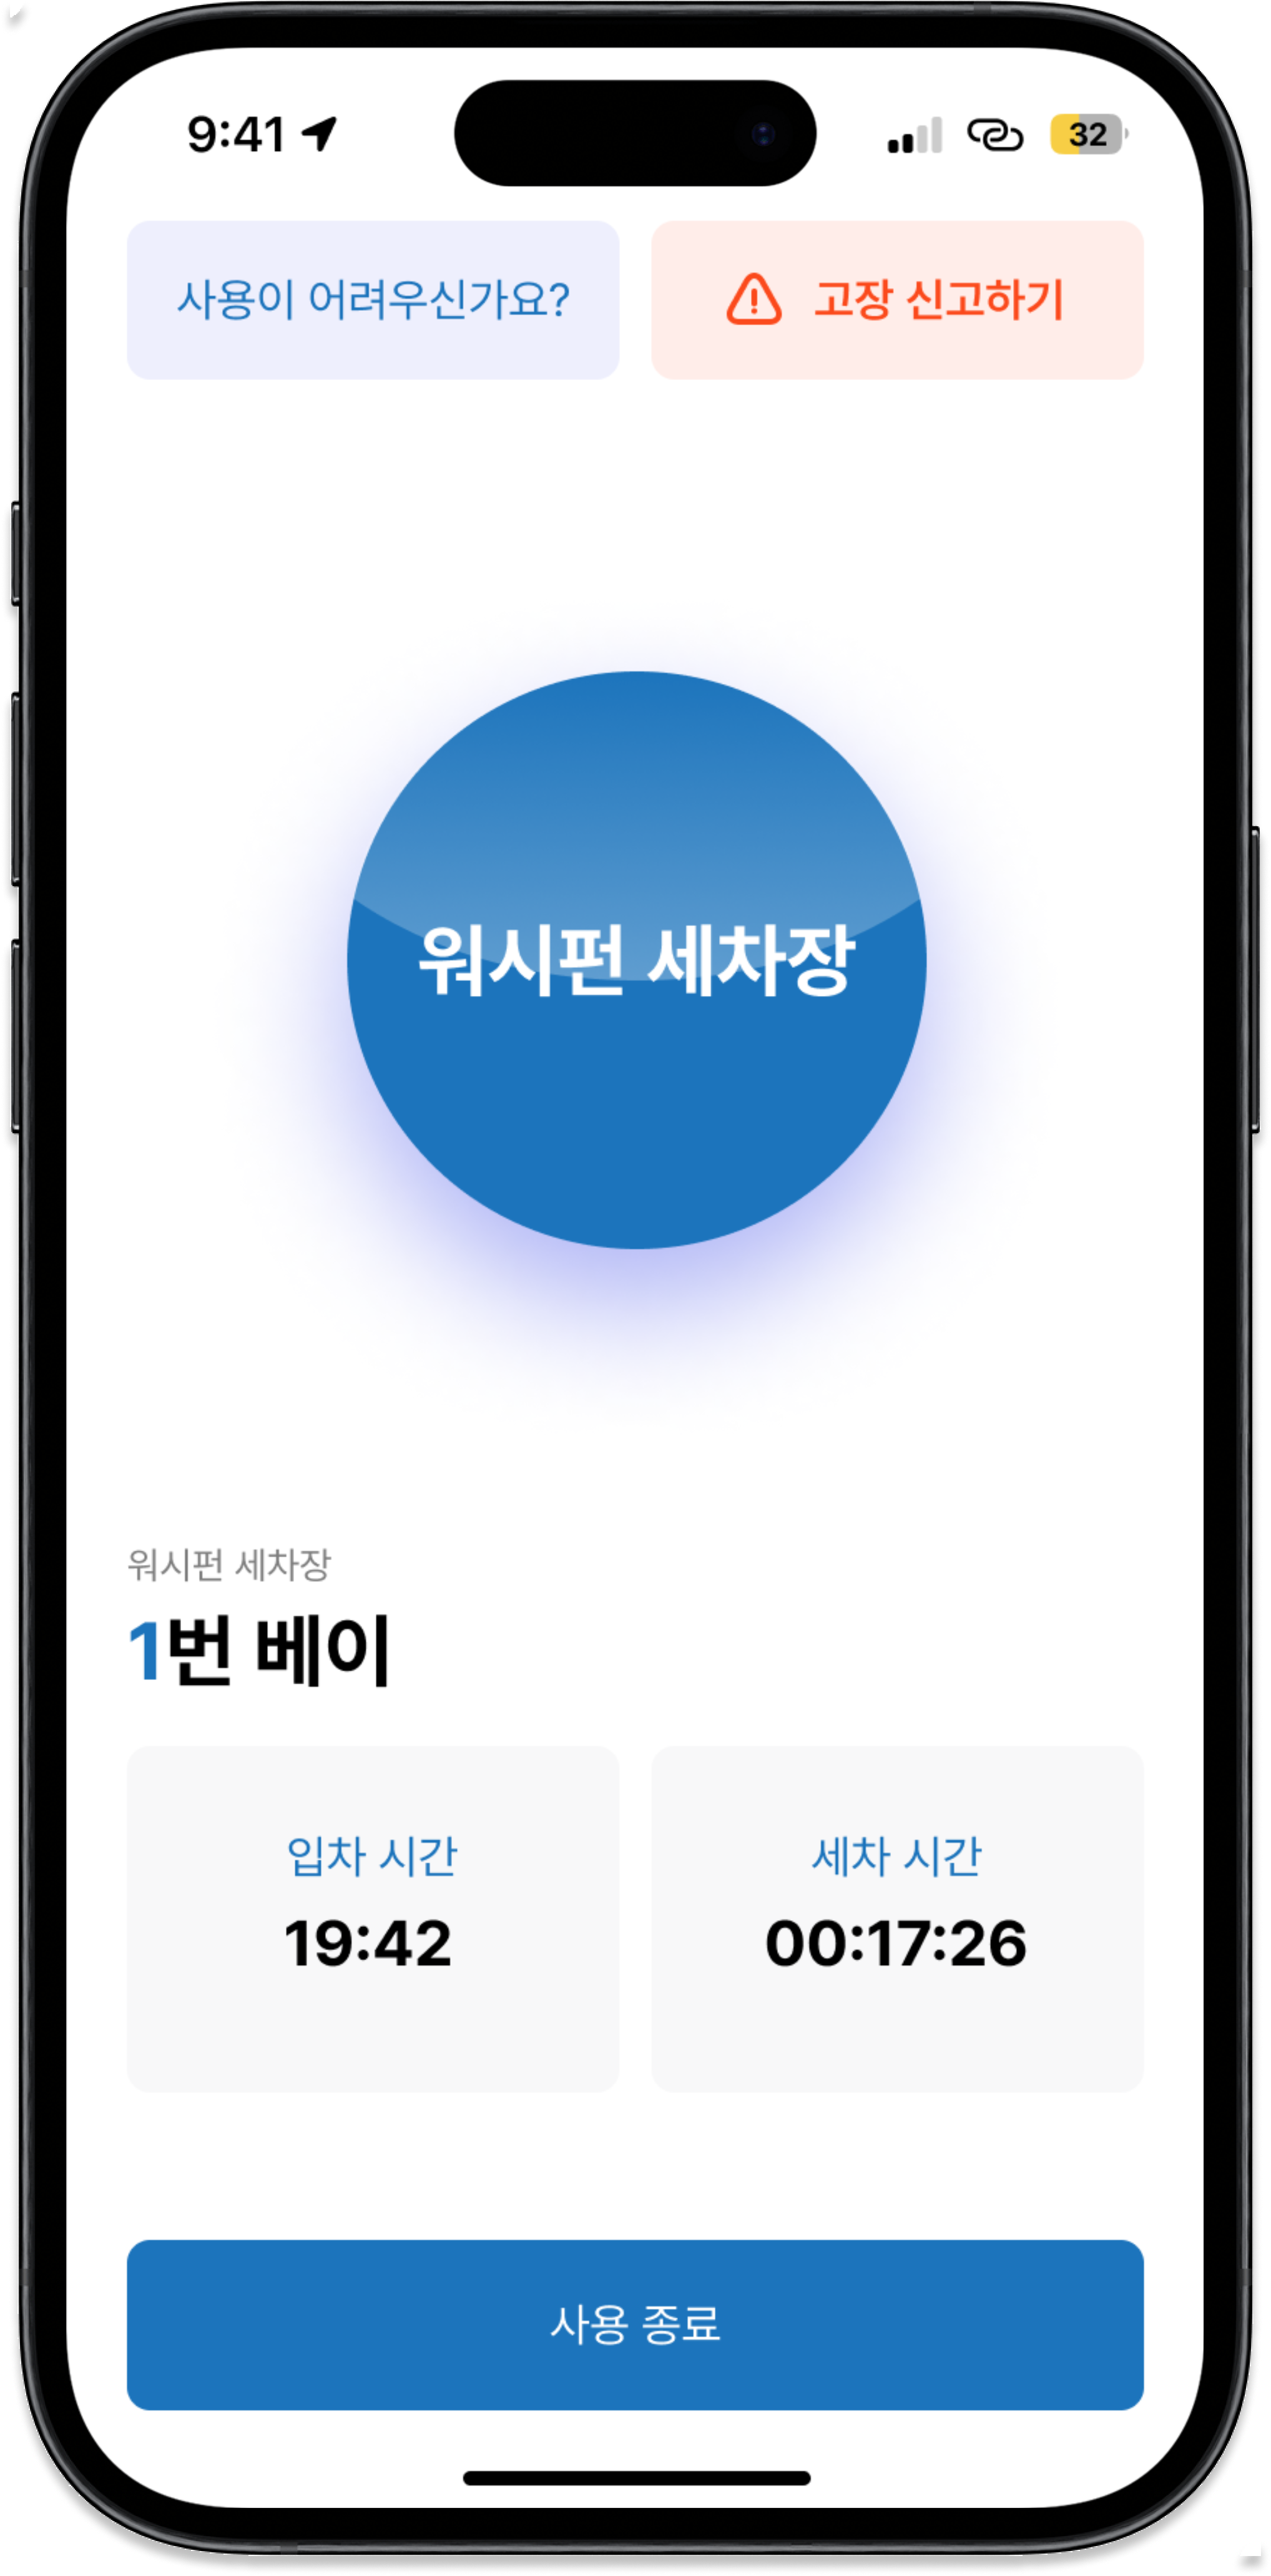 9:41
32
사용이 어려우신가요?
고장 신고하기
워시펀 세차장
워시펀 세차장
1번 베이
입차 시간
19:42
세차 시간
00:17:26
사용 종료